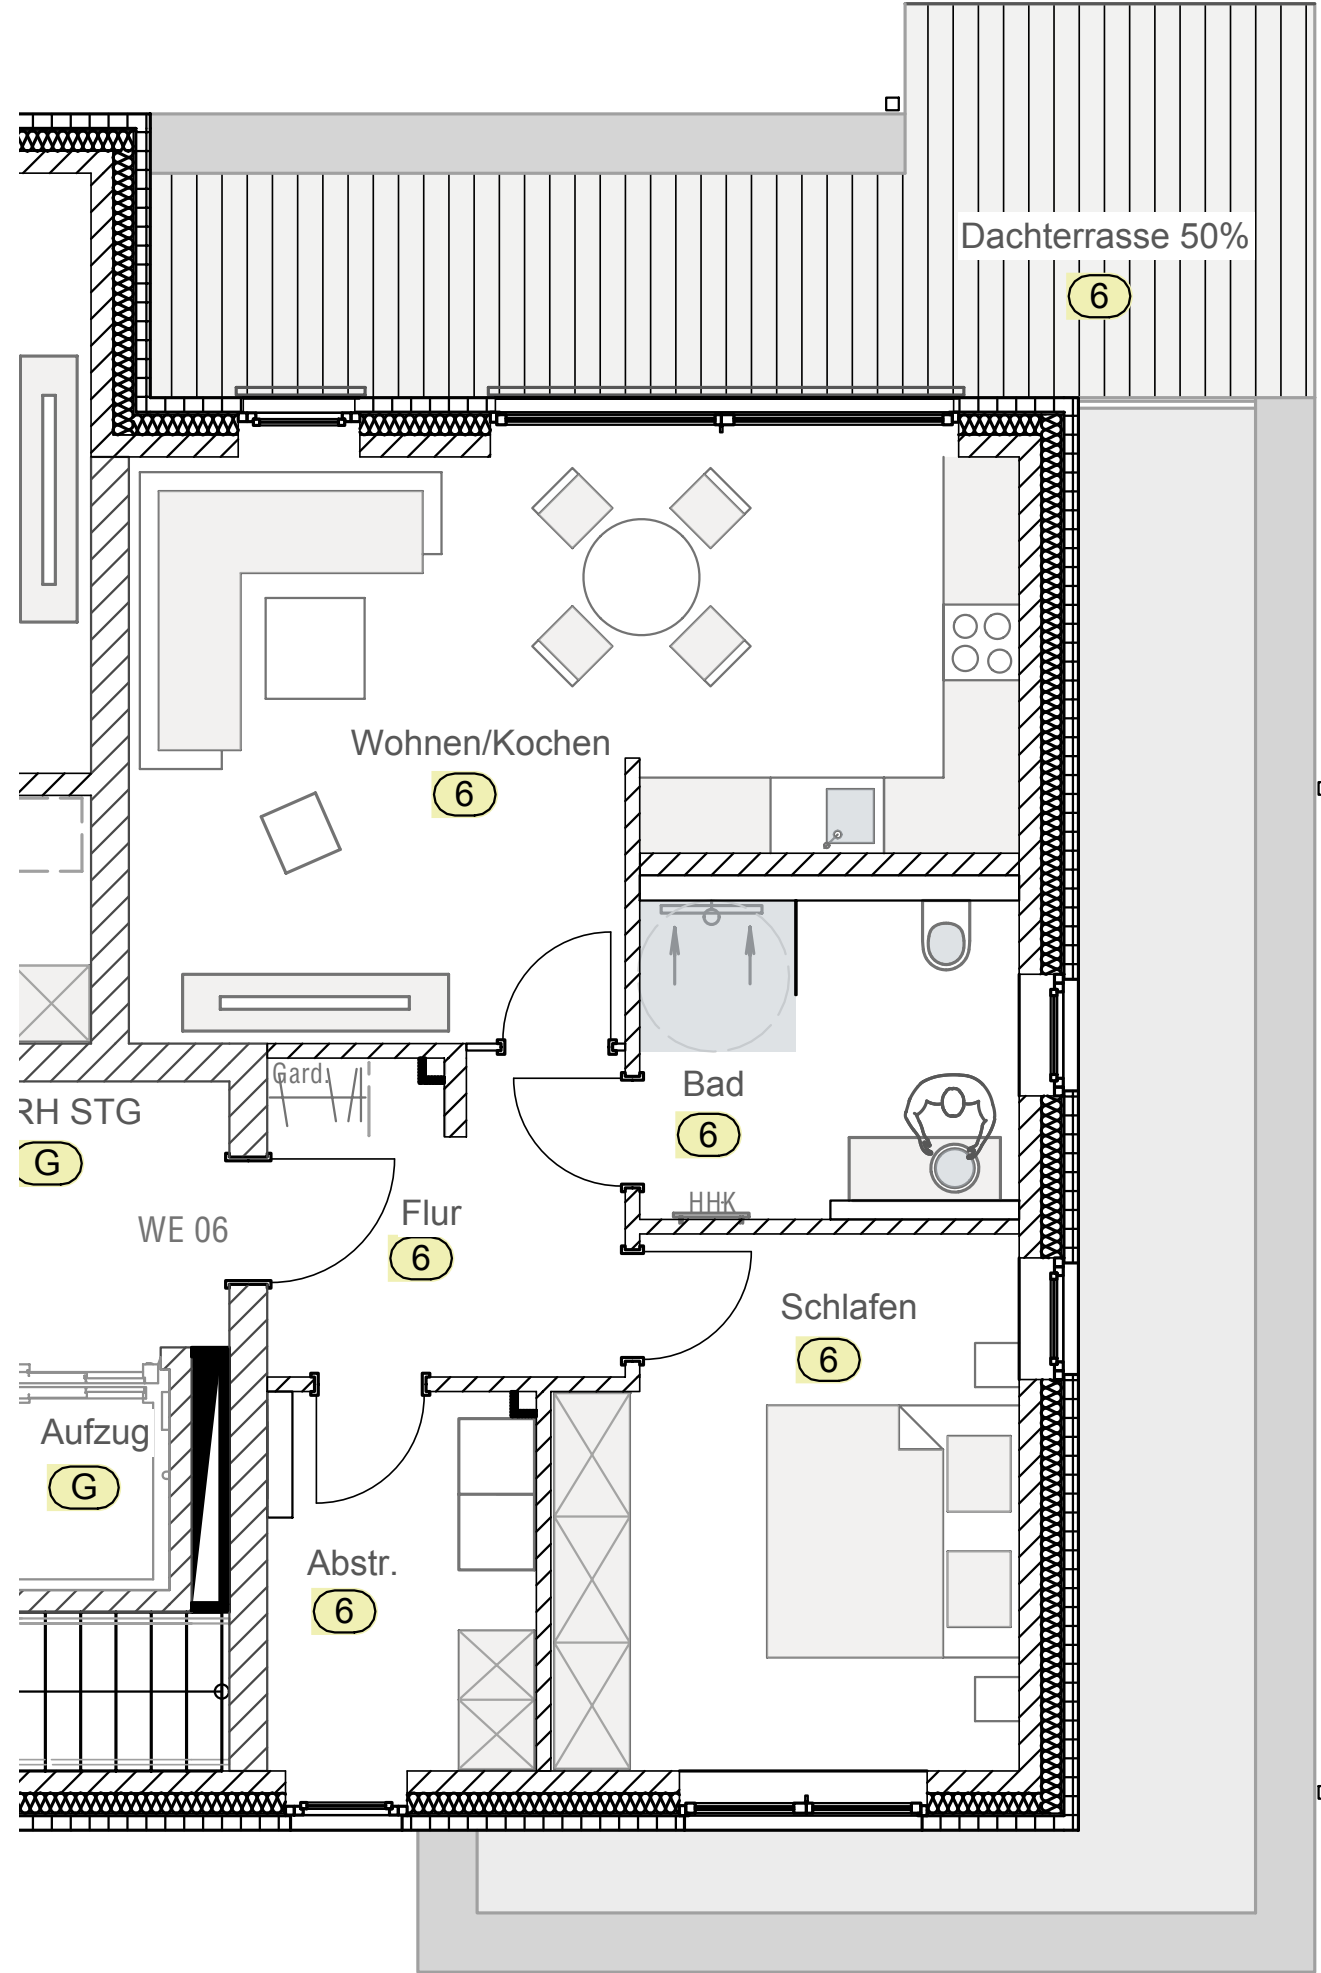 Dachterrasse 50%
6
Wohnen/Kochen
6
Gard.
RH STG
G
Bad
6
HHK
WE 06
Flur
6
Schlafen
6
Aufzug
G
Abstr.
6